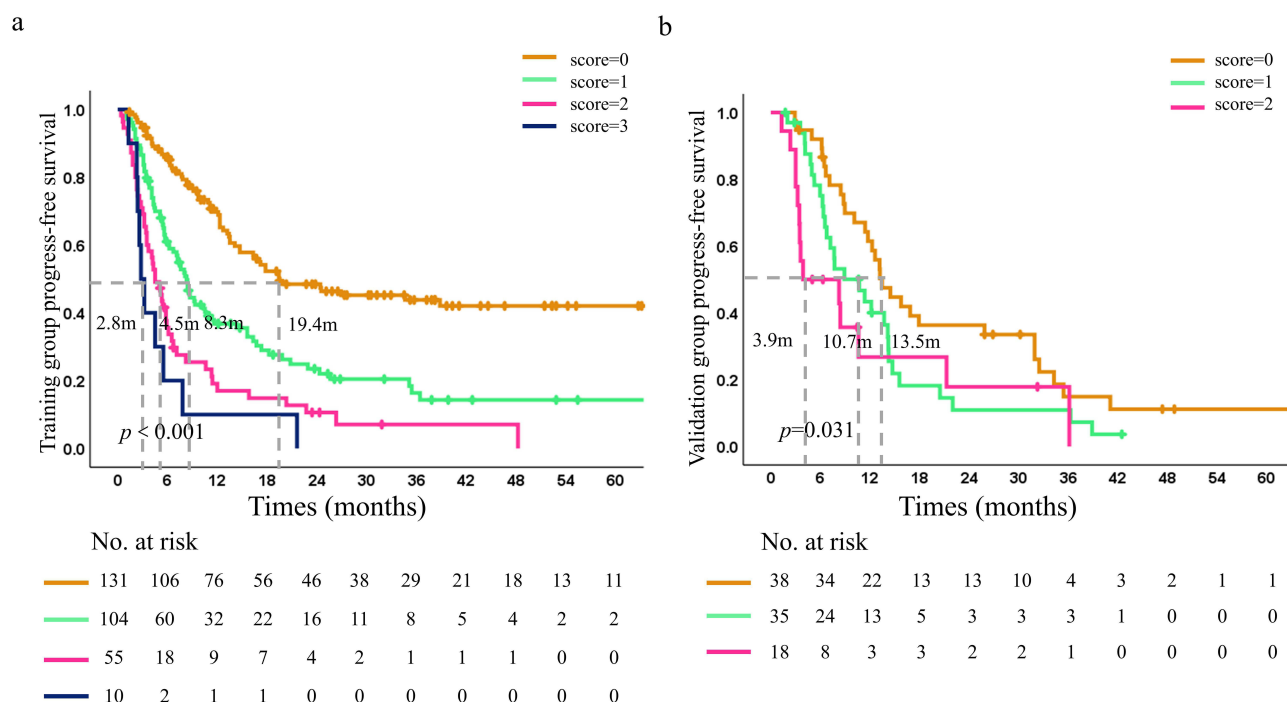 a
score=0
score=1
score=2
score=3
Training group progress-free survival
1.0
0.8
0.6
0.4
0.2
0.0
2.8m
4.5m
8.3m
19.4m
p < 0.001
0 6 12 18 24 30 36 42 48 54 60
Times (months)
No. at risk
131 106 76 56 46 38 29 21 18 13 11
104 60 32 22 16 11 8 5 4 2 2
55 18 9 7 4 2 1 1 1 0 0
10 2 1 1 0 0 0 0 0 0 0
b
score=0
score=1
score=2
Validation group progress-free survival
1.0
0.8
0.6
0.4
0.2
0.0
3.9m
10.7m
13.5m
p=0.031
0 6 12 18 24 30 36 42 48 54 60
Times (months)
No. at risk
38 34 22 13 13 10 4 3 2 1 1
35 24 13 5 3 3 3 1 0 0 0
18 8 3 3 2 2 1 0 0 0 0